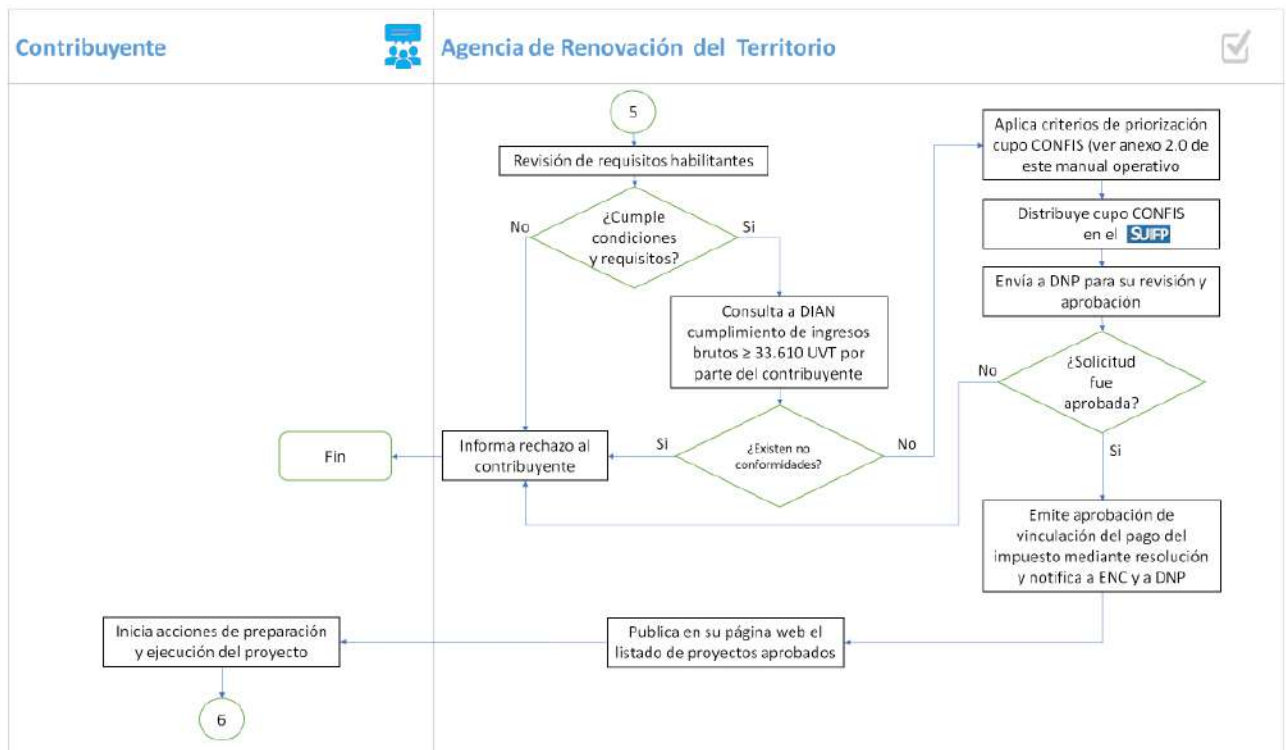 Contribuyente
Agencia de Renovación del Territorio
5
Revisión de requisitos habilitantes
¿Cumple
condiciones
y requisitos?
No
Si
Consulta a DIAN
cumplimiento de ingresos
brutos ≥ 33.610 UVT por
parte del contribuyente
¿Existen no
conformidades?
Si
No
Informa rechazo al
contribuyente
Fin
Aplica criterios de priorización
cupo CONFIS (ver anexo 2.0 de
este manual operativo
Distribuye cupo CONFIS
en el SUIFP
Envía a DNP para su revisión y
aprobación
¿Solicitud
fue
aprobada?
No
Si
Emite aprobación de
vinculación del pago del
impuesto mediante resolución
y notifica a ENC y a DNP
Publica en su página web el
listado de proyectos aprobados
Inicia acciones de preparación
y ejecución del proyecto
6